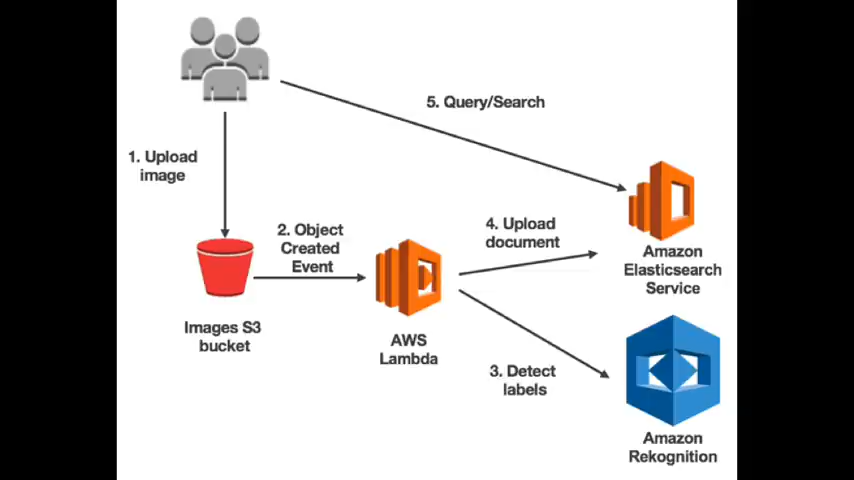 5. Query/Search
1. Upload
image
2. Object
Created
Event
4. Upload
document
Amazon
Elasticsearch
Service
Images S3
bucket
AWS
Lambda
3. Detect
labels
Amazon
Rekognition